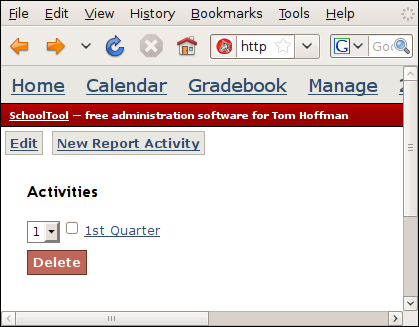 File Edit View History Bookmarks Tools Help
http G Goo
Home Calendar Gradebook Manage 2
SchoolTool — free administration software for Tom Hoffman
Edit New Report Activity
Activities
1 1st Quarter
Delete